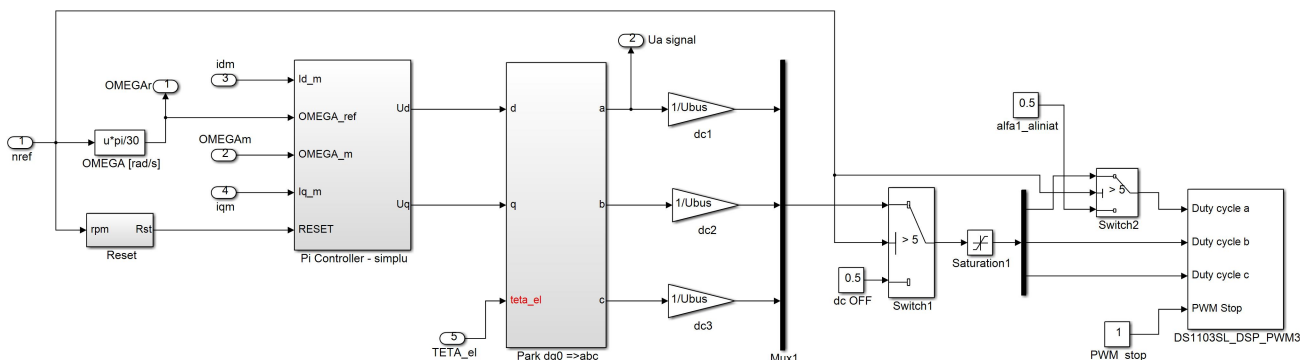 2
Ua signal
idm
3
OMEGAr
1
Id_m
OMEGA_ref
OMEGA_m
Iq_m
RESET
Ud
Uq
Pi Controller - simplu
1
nref
u*pi/30
OMEGA [rad/s]
OMEGAm
2
4
iqm
rpm
Rst
Reset
d
q
teta_el
a
b
c
Park dq0 =>abc
5
TETA_el
1/Ubus
dc1
1/Ubus
dc2
1/Ubus
dc3
Mux1
0.5
dc OFF
> 5
Switch1
Saturation1
0.5
alfa1_aliniat
> 5
Switch2
Duty cycle a
Duty cycle b
Duty cycle c
PWM Stop
DS1103SL_DSP_PWM3
1
PWM_stop